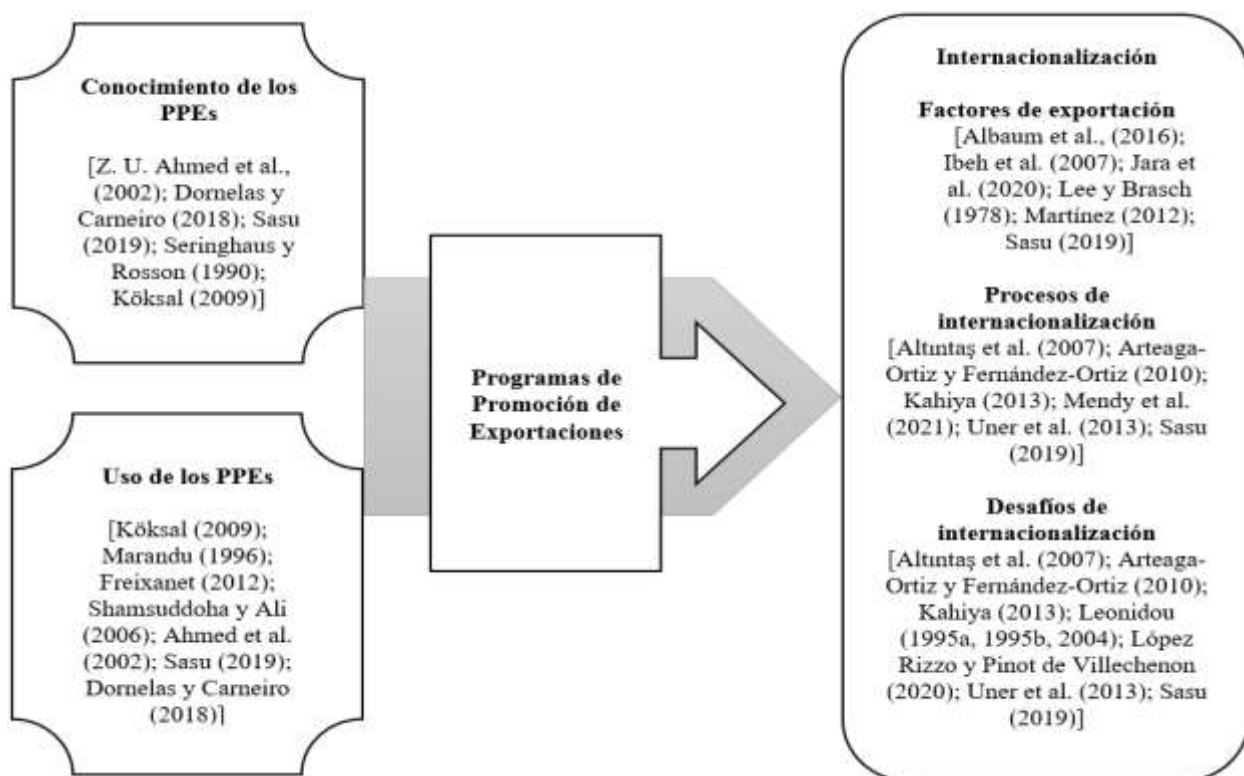 Conocimiento de los
PPEs
[Z. U. Ahmed et al.,
(2002); Dornelas y
Carneiro (2018); Sasu
(2019); Seringhaus y
Rosson (1990);
Köksal (2009)]
Uso de los PPEs
[Köksal (2009);
Marandu (1996);
Freixanet (2012);
Shamsuddoha y Ali
(2006); Ahmed et al.
(2002); Sasu (2019);
Dornelas y Carneiro
(2018)]
Programas de
Promoción de
Exportaciones
Internacionalización
Factores de exportación
[Albaum et al., (2016);
Ibeh et al. (2007); Jara
et al. (2020); Lee y Brasch
(1978); Martínez (2012);
Sasu (2019)]
Procesos de
internacionalización
[Altıntaş et al. (2007); Arteaga-
Ortiz y Fernández-Ortiz (2010);
Kahiya (2013); Mendy et al.
(2021); Uner et al. (2013); Sasu
(2019)]
Desafíos de
internacionalización
[Altıntaş et al. (2007); Arteaga-
Ortiz y Fernández-Ortiz (2010);
Kahiya (2013); Leonidou
(1995a, 1995b, 2004); López
Rizzo y Pinot de Villechenon
(2020); Uner et al. (2013); Sasu
(2019)]